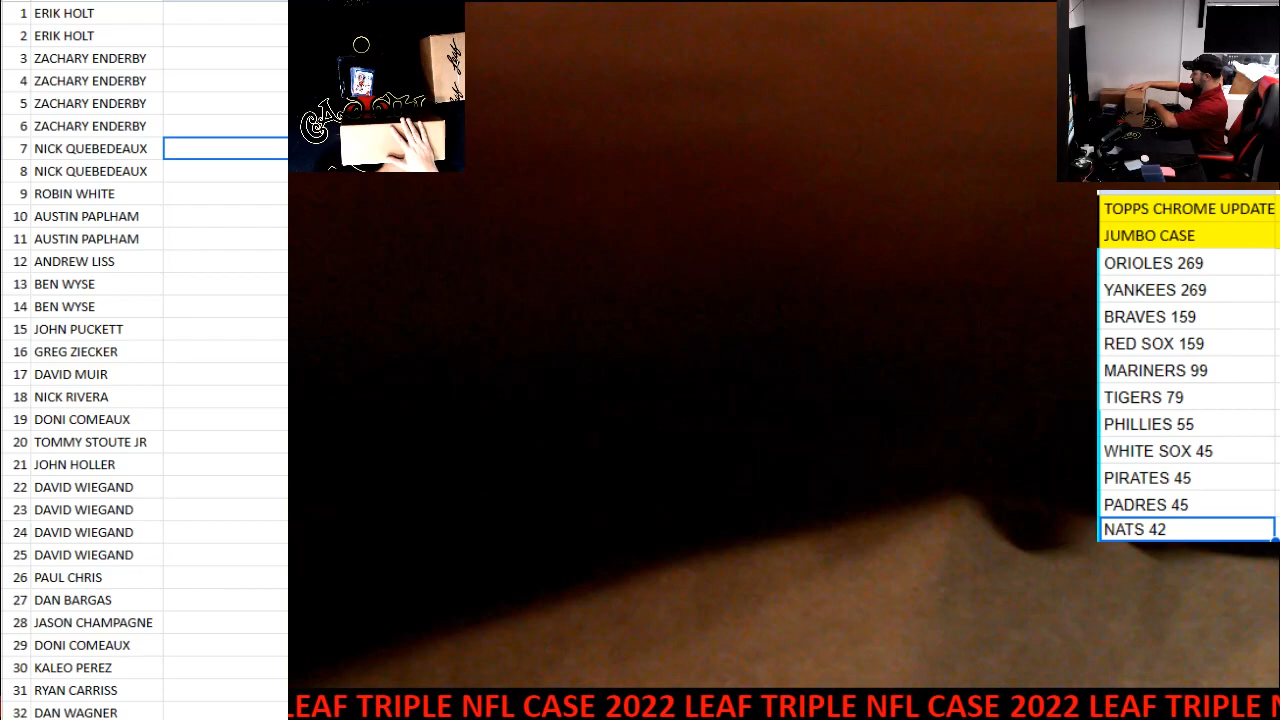 1 ERIK HOLT
2 ERIK HOLT
3 ZACHARY ENDERBY
4 ZACHARY ENDERBY
5 ZACHARY ENDERBY
6 ZACHARY ENDERBY
7 NICK QUEBEDEAUX
8 NICK QUEBEDEAUX
9 ROBIN WHITE
10 AUSTIN PAPLHAM
11 AUSTIN PAPLHAM
12 ANDREW LISS
13 BEN WYSE
14 BEN WYSE
15 JOHN PUCKETT
16 GREG ZIECKER
17 DAVID MUIR
18 NICK RIVERA
19 DONI COMEAUX
20 TOMMY STOUTE JR
21 JOHN HOLLER
22 DAVID WIEGAND
23 DAVID WIEGAND
24 DAVID WIEGAND
25 DAVID WIEGAND
26 PAUL CHRIS
27 DAN BARGAS
28 JASON CHAMPAGNE
29 DONI COMEAUX
30 KALEO PEREZ
31 RYAN CARRISS
32 DAN WAGNER
Leaf
TOPPS CHROME UPDATE
JUMBO CASE
ORIOLES 269
YANKEES 269
BRAVES 159
RED SOX 159
MARINERS 99
TIGERS 79
PHILLIES 55
WHITE SOX 45
PIRATES 45
PADRES 45
NATS 42
LEAF TRIPLE NFL CASE 2022 LEAF TRIPLE NFL CASE 2022 LEAF TRIPLE N